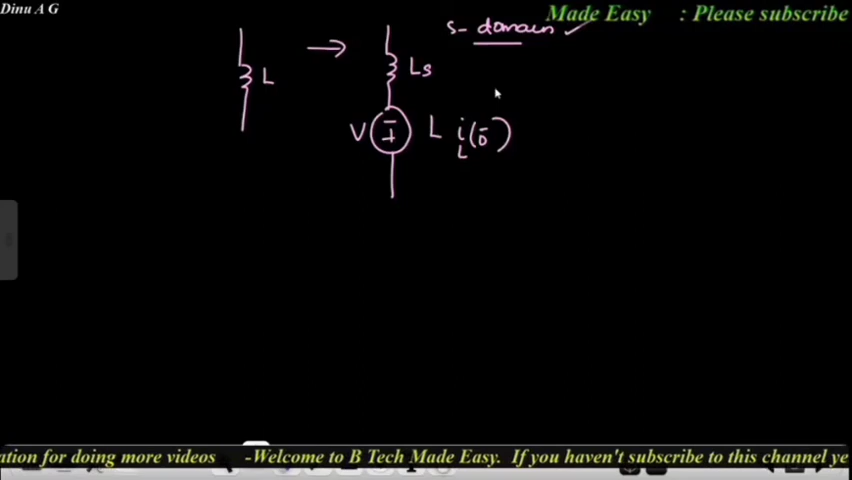 Dinu A G
Made Easy : Please subscribe
s- domain
L
Ls
V - + L i_L(0⁻)
ation for doing more videos -Welcome to B Tech Made Easy. If you haven't subscribe to this channel ye